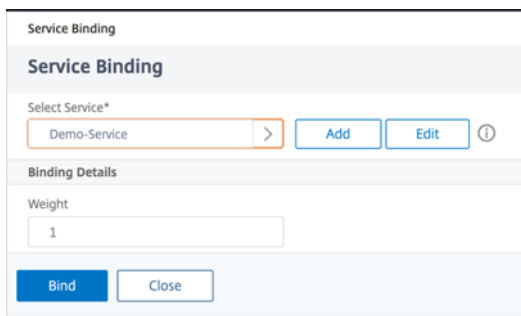 Service Binding
Service Binding
Select Service*
Demo-Service > Add Edit
Binding Details
Weight
1
Bind Close